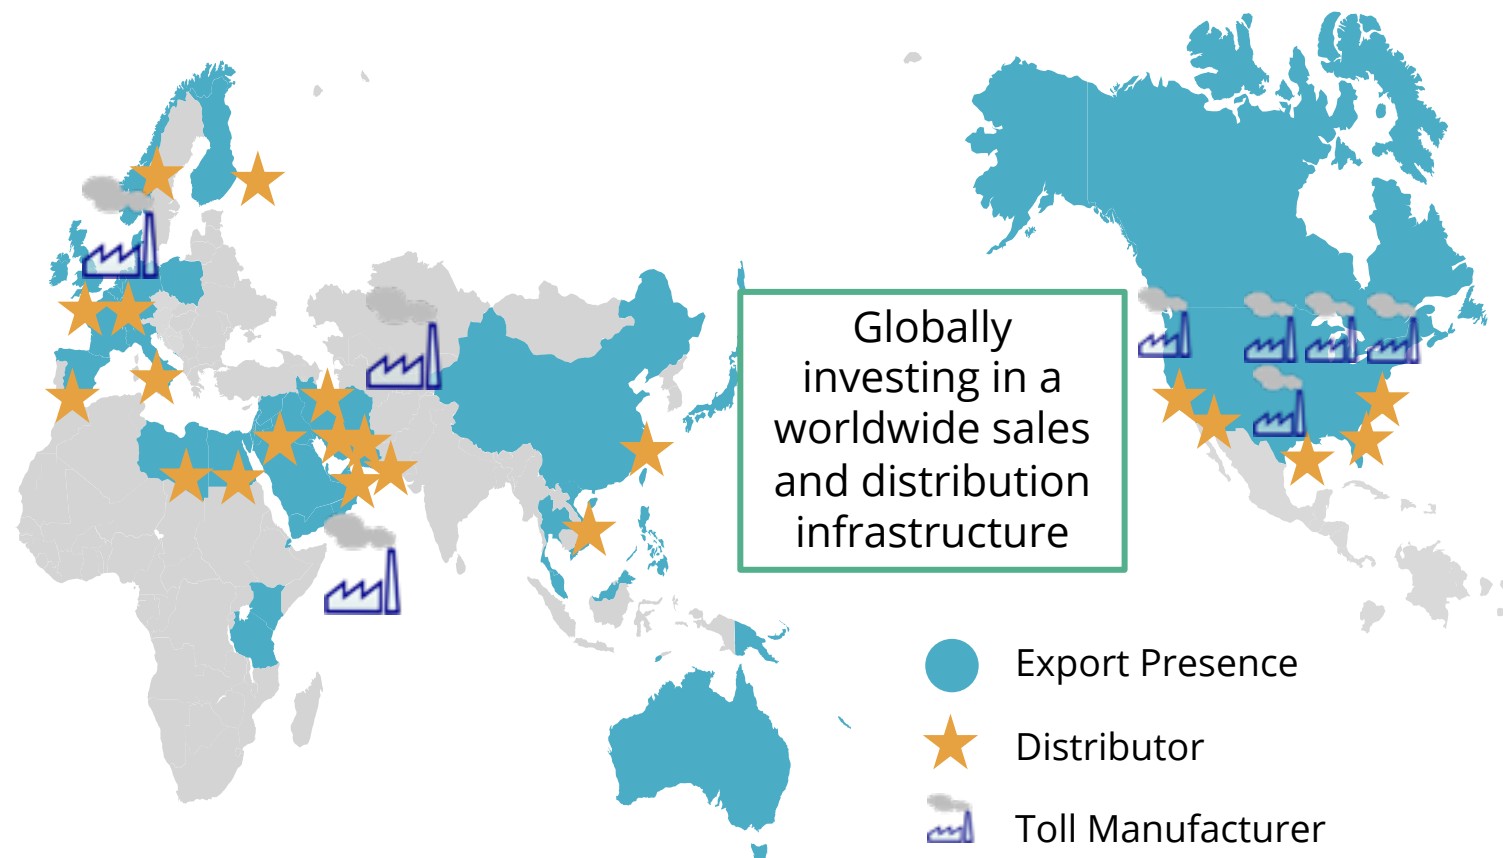 Globally
investing in a
worldwide sales
and distribution
infrastructure
Export Presence
Distributor
Toll Manufacturer